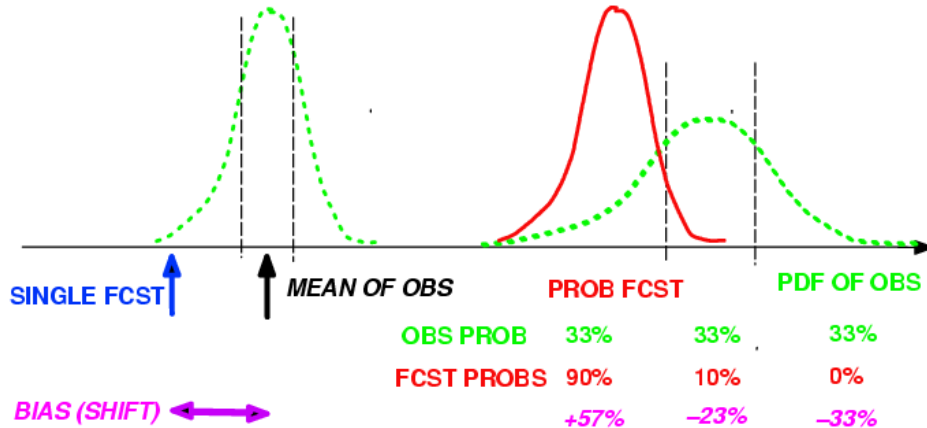 SINGLE FCST
MEAN OF OBS
PROB FCST
PDF OF OBS
OBS PROB 33% 33% 33%
FCST PROBS 90% 10% 0%
BIAS (SHIFT) +57% –23% –33%